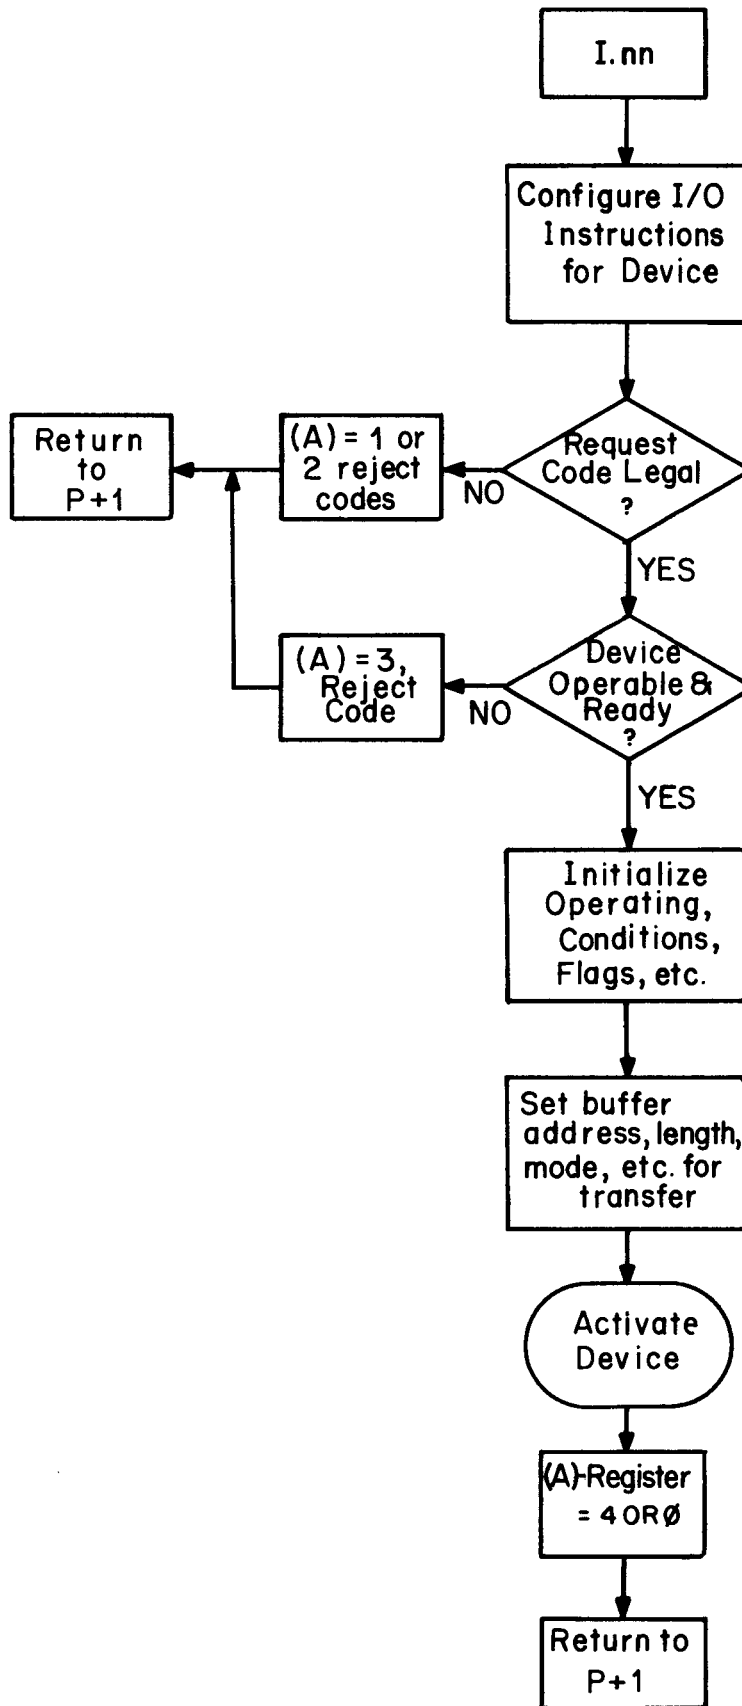 I.nn
Configure I/O
Instructions
for Device
Request
Code Legal
?
NO
(A) = 1 or
2 reject
codes
Return
to
P+1
YES
Device
Operable &
Ready
?
NO
(A) = 3,
Reject
Code
YES
Initialize
Operating,
Conditions,
Flags, etc.
Set buffer
address, length,
mode, etc. for
transfer
Activate
Device
(A)-Register
= 4 OR Ø
Return to
P+1